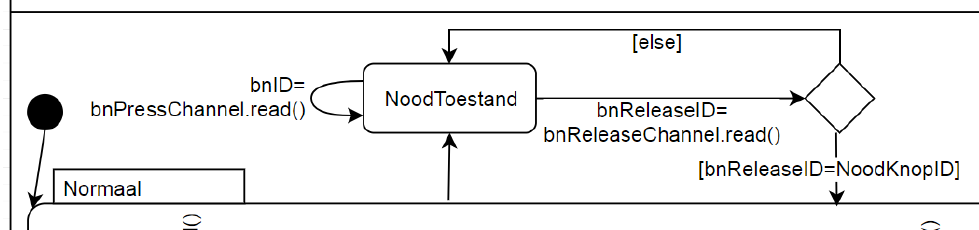 [else]
bnID=
bnPressChannel.read()
NoodToestand
bnReleaseID=
bnReleaseChannel.read()
[bnReleaseID=NoodKnopID]
Normaal